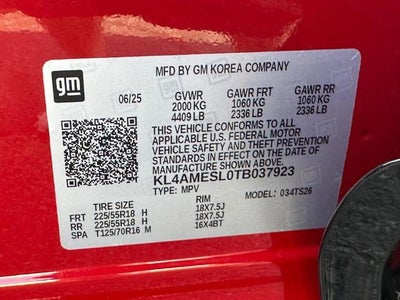 gm
MFD BY GM KOREA COMPANY
06/25 GVWR GAWR FRT GAWR RR
2000 KG 1060 KG 1060 KG
4409 LB 2336 LB 2336 LB
THIS VEHICLE CONFORMS TO ALL
APPLICABLE U.S. FEDERAL MOTOR
VEHICLE SAFETY STANDARDS IN
EFFECT ON THE DATE OF
MANUFACTURE SHOWN ABOVE.
KL4AMESL0TB037923
TYPE: MPV MODEL: 034TS26
TIRE SIZE RIM
FRT 225/55R18 H 18X7.5J
RR 225/55R18 H 18X7.5J
SPA T125/70R16 M 16X4BT